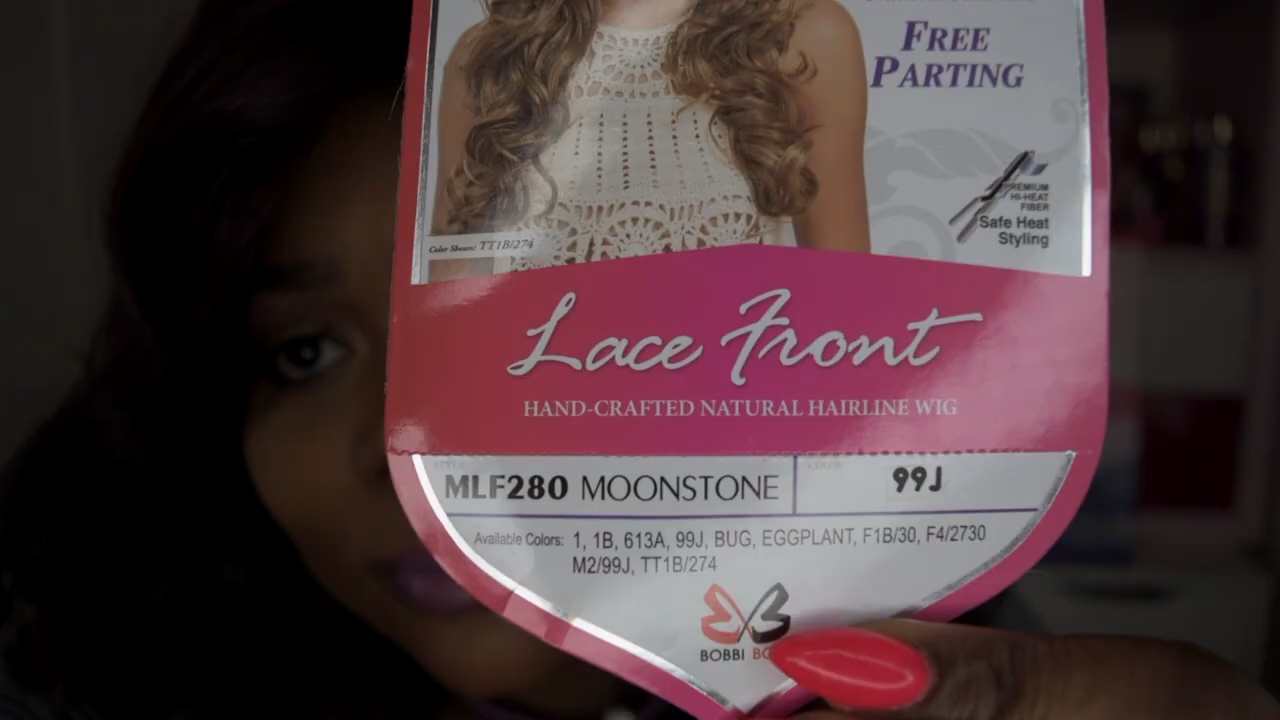 FREE
PARTING
PREMIUM
HI-HEAT
FIBER
Safe Heat
Styling
Color Shown: TT1B/274
Lace Front
HAND-CRAFTED NATURAL HAIRLINE WIG
STYLE
COLOR
MLF280 MOONSTONE
99J
Available Colors: 1, 1B, 613A, 99J, BUG, EGGPLANT, F1B/30, F4/2730
M2/99J, TT1B/274
BOBBI